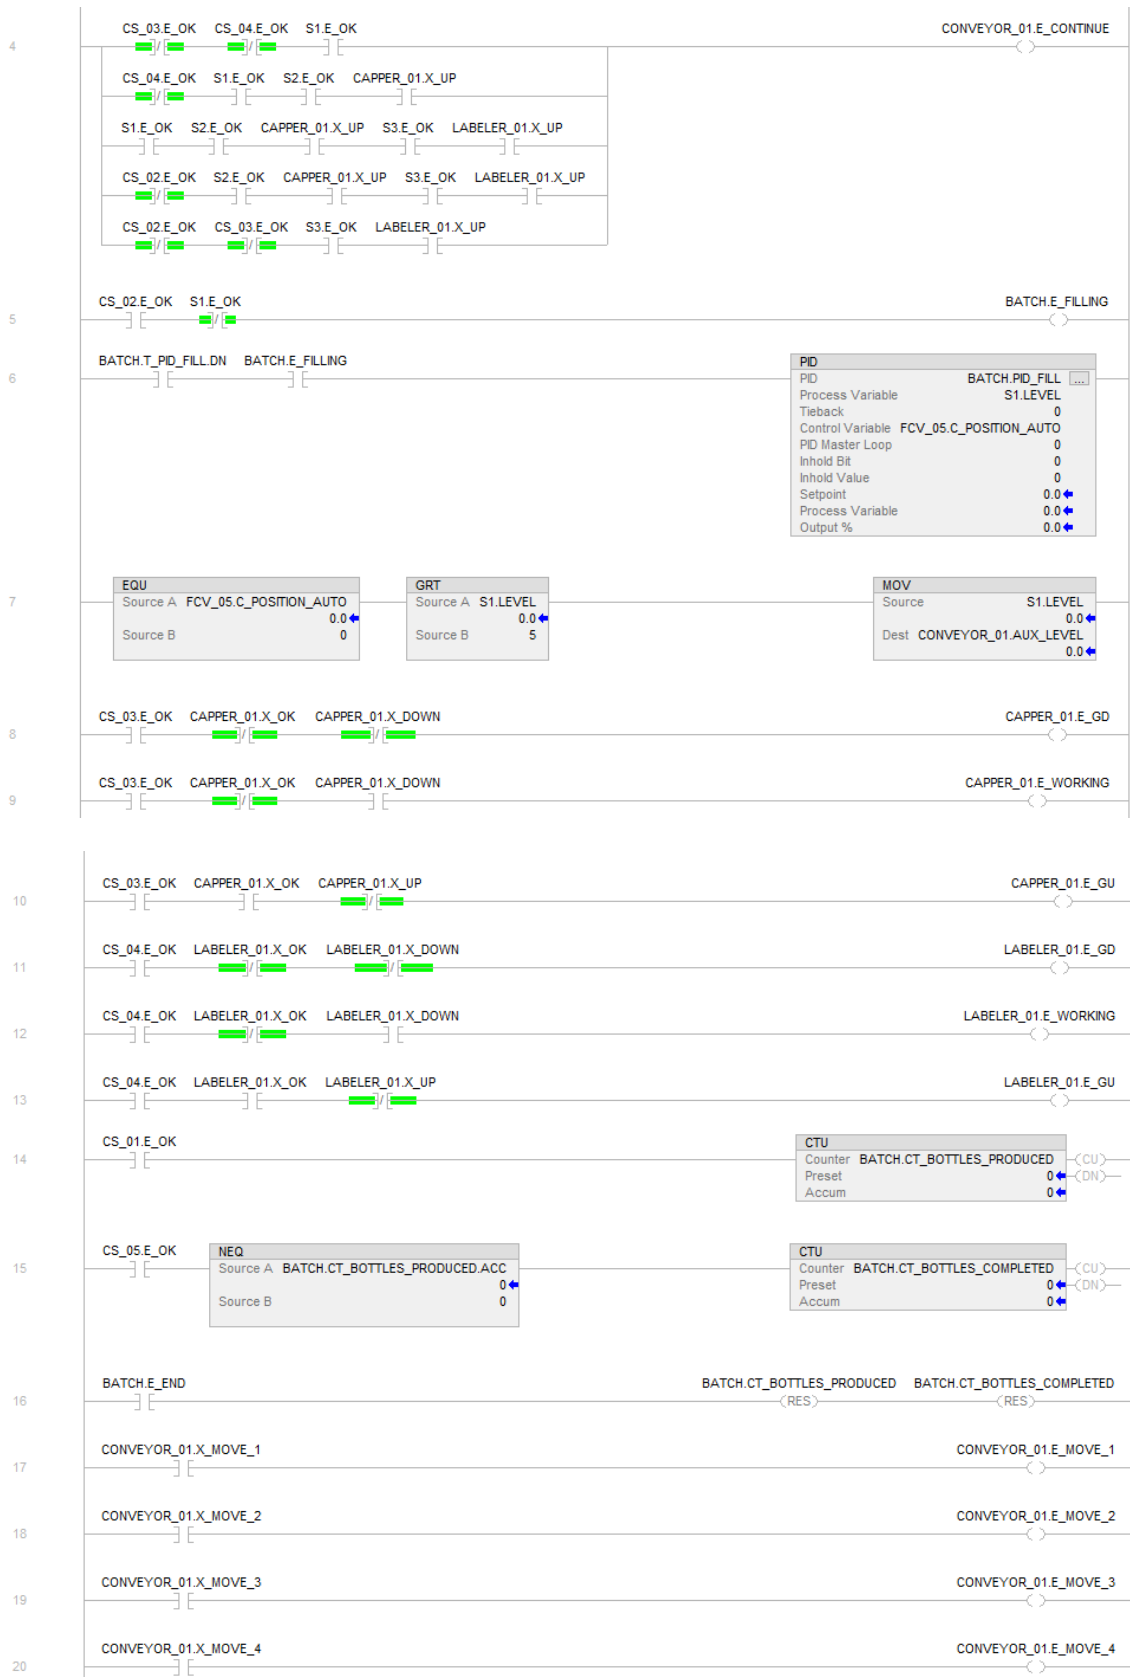 CS_03.E_OK CS_04.E_OK S1.E_OK CONVEYOR_01.E_CONTINUE
4
CS_04.E_OK S1.E_OK S2.E_OK CAPPER_01.X_UP
S1.E_OK S2.E_OK CAPPER_01.X_UP S3.E_OK LABELER_01.X_UP
CS_02.E_OK S2.E_OK CAPPER_01.X_UP S3.E_OK LABELER_01.X_UP
CS_02.E_OK CS_03.E_OK S3.E_OK LABELER_01.X_UP
CS_02.E_OK S1.E_OK BATCH.E_FILLING
5
BATCH.T_PID_FILL.DN BATCH.E_FILLING PID
6
PID BATCH.PID_FILL ...
Process Variable S1.LEVEL
Tieback 0
Control Variable FCV_05.C_POSITION_AUTO
PID Master Loop 0
Inhold Bit 0
Inhold Value 0
Setpoint 0.0
Process Variable 0.0
Output % 0.0
EQU GRT MOV
7 Source A FCV_05.C_POSITION_AUTO Source A S1.LEVEL Source S1.LEVEL
0.0 0.0 0.0
Source B 0 Source B 5 Dest CONVEYOR_01.AUX_LEVEL
0.0
CS_03.E_OK CAPPER_01.X_OK CAPPER_01.X_DOWN CAPPER_01.E_GD
8
CS_03.E_OK CAPPER_01.X_OK CAPPER_01.X_DOWN CAPPER_01.E_WORKING
9
CS_03.E_OK CAPPER_01.X_OK CAPPER_01.X_UP CAPPER_01.E_GU
10
CS_04.E_OK LABELER_01.X_OK LABELER_01.X_DOWN LABELER_01.E_GD
11
CS_04.E_OK LABELER_01.X_OK LABELER_01.X_DOWN LABELER_01.E_WORKING
12
CS_04.E_OK LABELER_01.X_OK LABELER_01.X_UP LABELER_01.E_GU
13
CS_01.E_OK CTU
14 Counter BATCH.CT_BOTTLES_PRODUCED CU
Preset 0 DN
Accum 0
CS_05.E_OK NEQ CTU
15 Source A BATCH.CT_BOTTLES_PRODUCED.ACC Counter BATCH.CT_BOTTLES_COMPLETED CU
0 Preset 0 DN
Source B 0 Accum 0
BATCH.E_END BATCH.CT_BOTTLES_PRODUCED BATCH.CT_BOTTLES_COMPLETED
16 RES RES
CONVEYOR_01.X_MOVE_1 CONVEYOR_01.E_MOVE_1
17
CONVEYOR_01.X_MOVE_2 CONVEYOR_01.E_MOVE_2
18
CONVEYOR_01.X_MOVE_3 CONVEYOR_01.E_MOVE_3
19
CONVEYOR_01.X_MOVE_4 CONVEYOR_01.E_MOVE_4
20